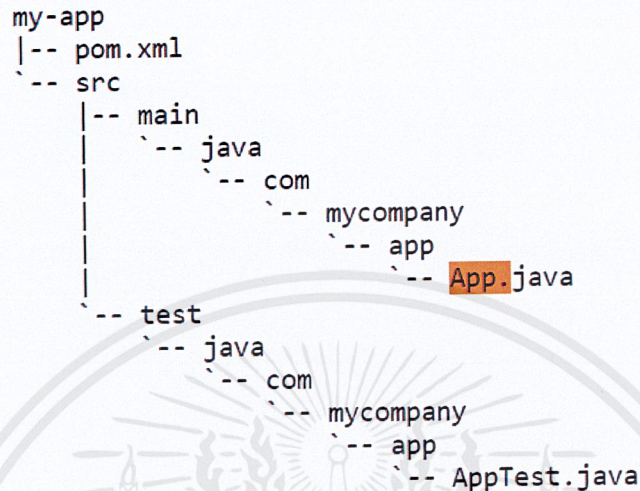 my-app
|-- pom.xml
`-- src
    |-- main
    |   `-- java
    |       `-- com
    |           `-- mycompany
    |               `-- app
    |                   `-- App.java
    `-- test
        `-- java
            `-- com
                `-- mycompany
                    `-- app
                        `-- AppTest.java